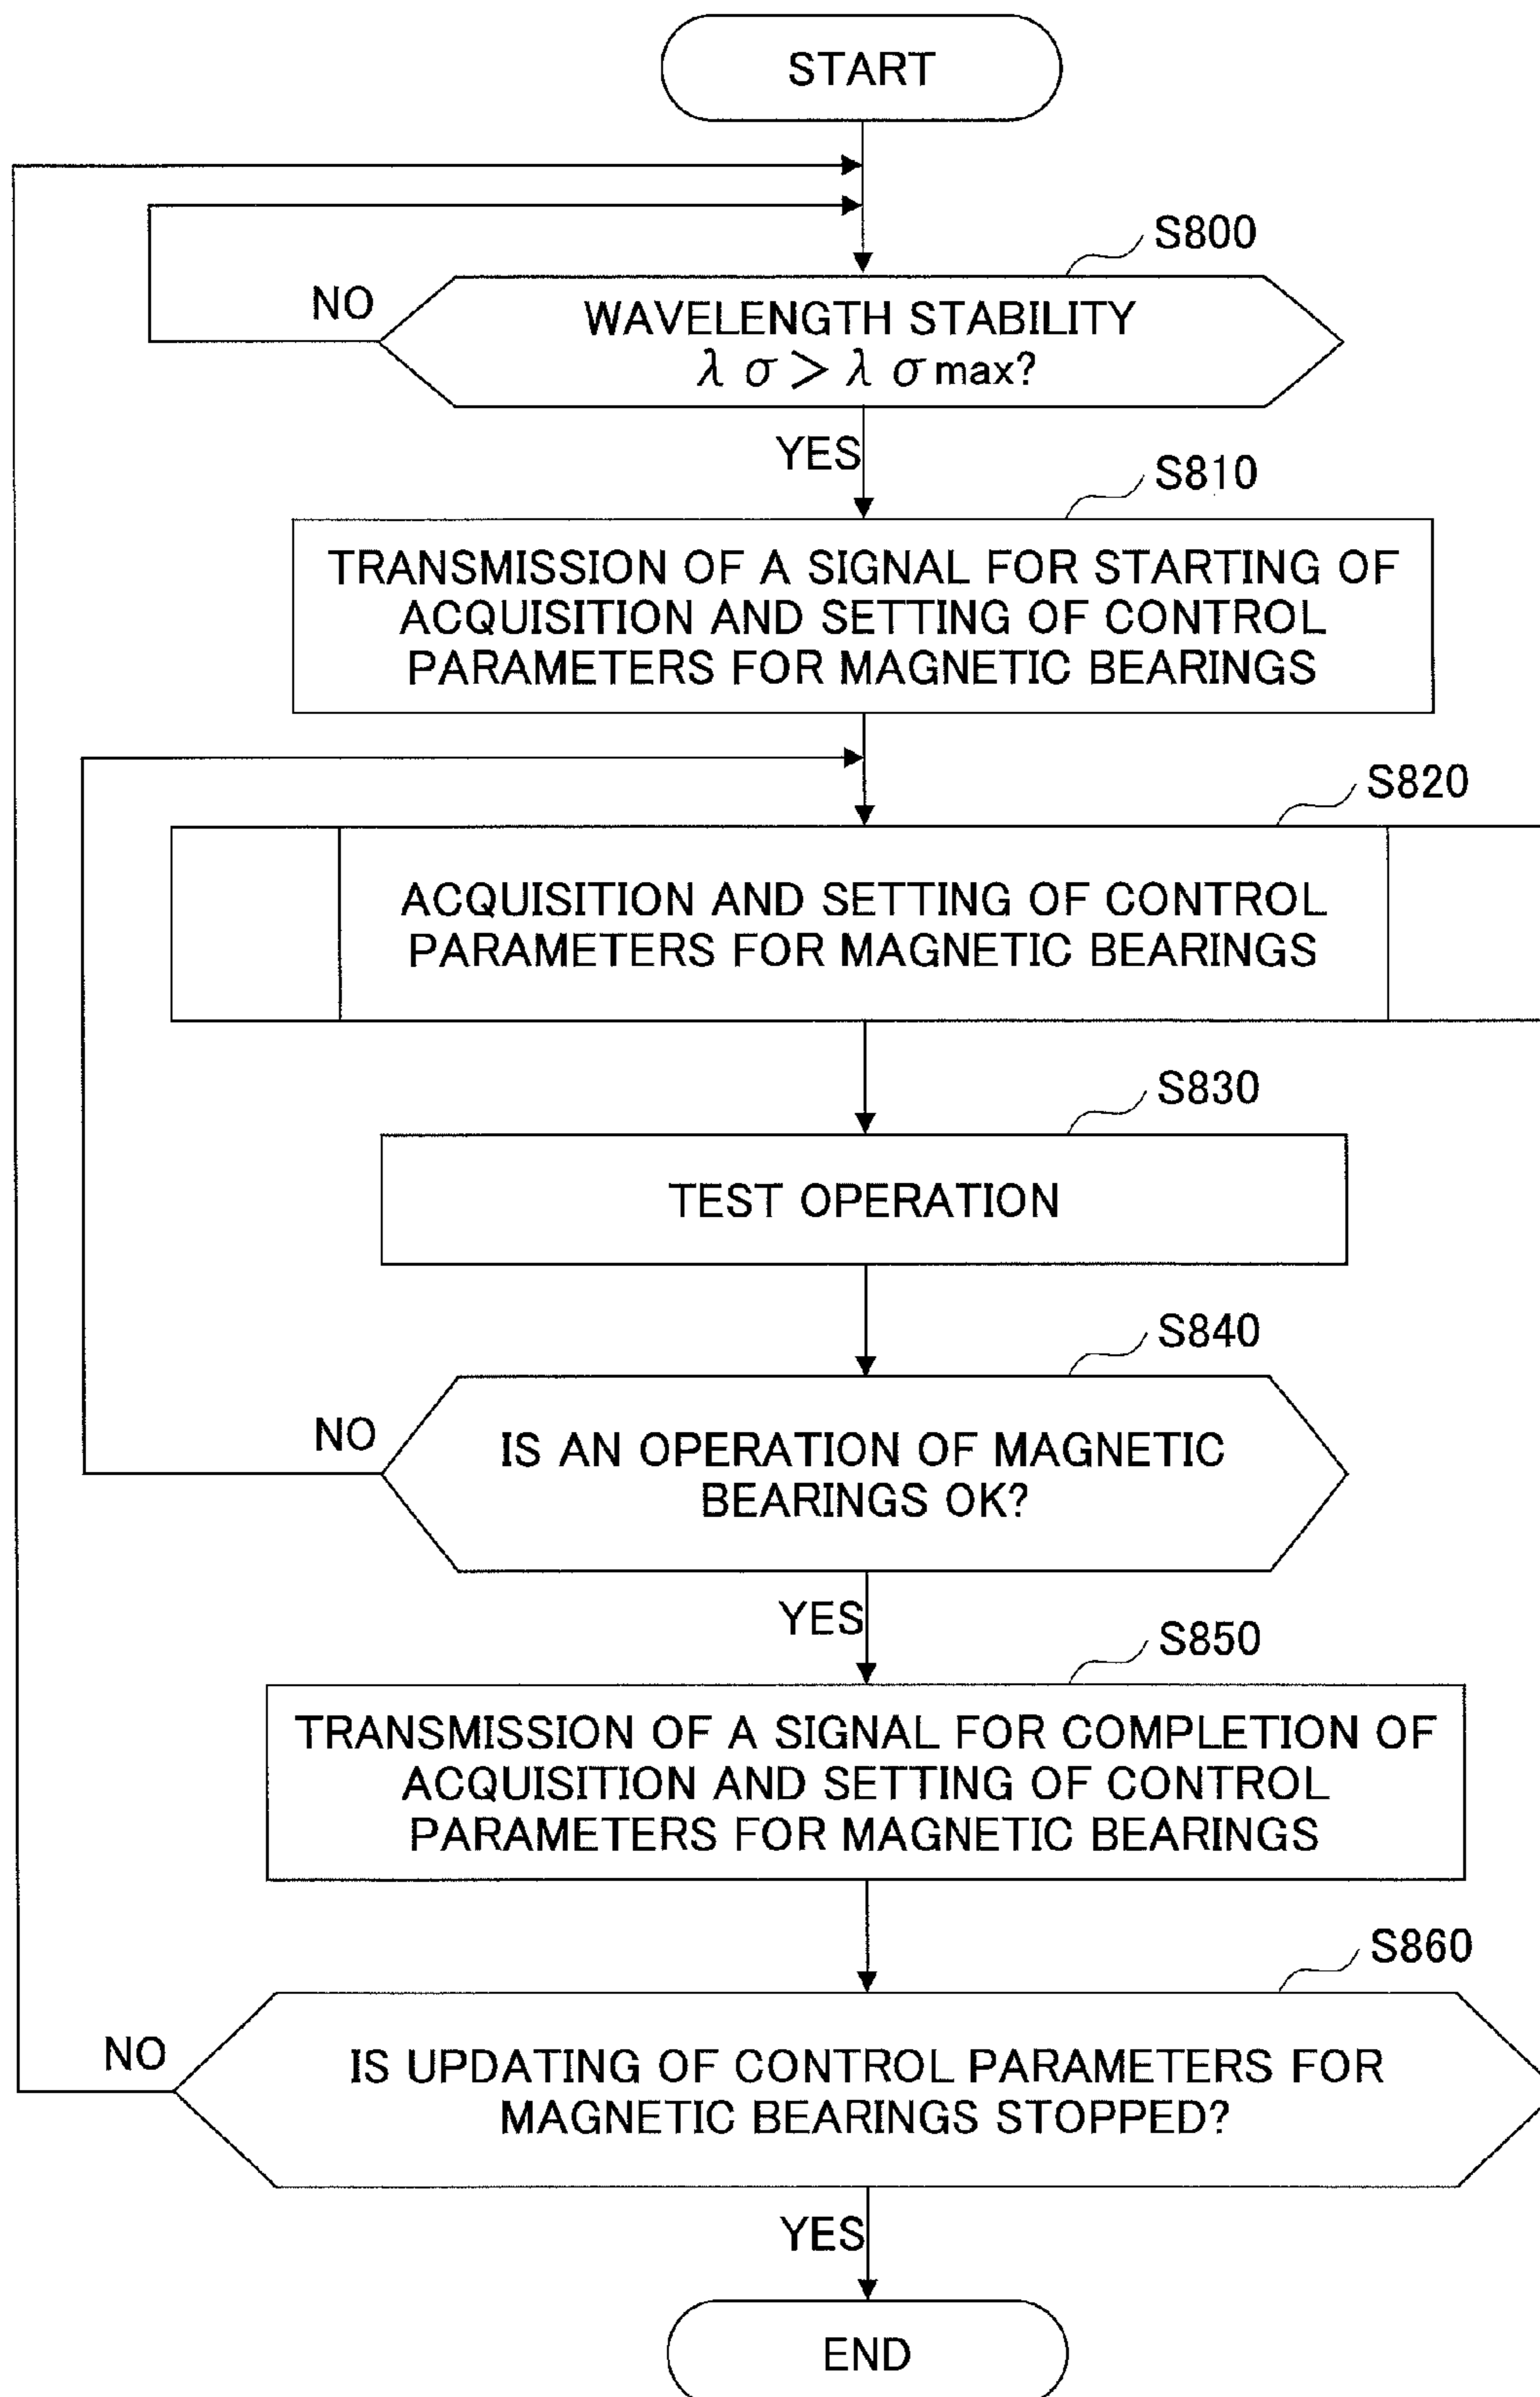 START
S800
NO
WAVELENGTH STABILITY
λ σ > λ σ max?
YES
S810
TRANSMISSION OF A SIGNAL FOR STARTING OF
ACQUISITION AND SETTING OF CONTROL
PARAMETERS FOR MAGNETIC BEARINGS
S820
ACQUISITION AND SETTING OF CONTROL
PARAMETERS FOR MAGNETIC BEARINGS
S830
TEST OPERATION
S840
NO
IS AN OPERATION OF MAGNETIC
BEARINGS OK?
YES
S850
TRANSMISSION OF A SIGNAL FOR COMPLETION OF
ACQUISITION AND SETTING OF CONTROL
PARAMETERS FOR MAGNETIC BEARINGS
S860
NO
IS UPDATING OF CONTROL PARAMETERS FOR
MAGNETIC BEARINGS STOPPED?
YES
END